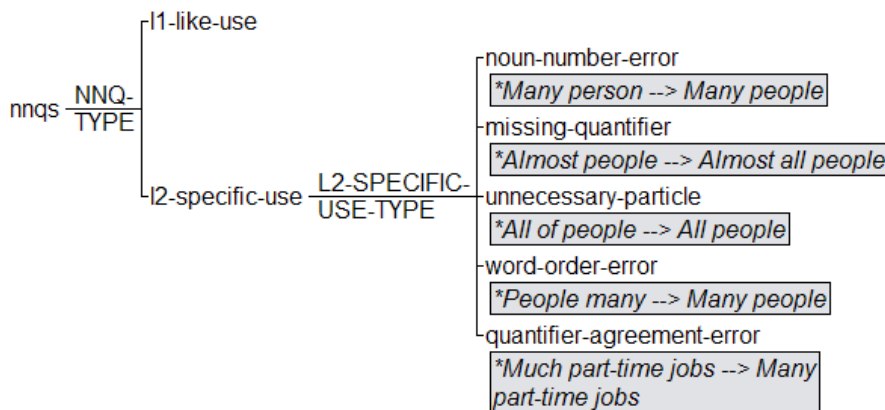 l1-like-use
noun-number-error
*Many person --> Many people
nnqs NNQ-
TYPE
missing-quantifier
*Almost people --> Almost all people
l2-specific-use L2-SPECIFIC-
USE-TYPE
unnecessary-particle
*All of people --> All people
word-order-error
*People many --> Many people
quantifier-agreement-error
*Much part-time jobs --> Many
part-time jobs